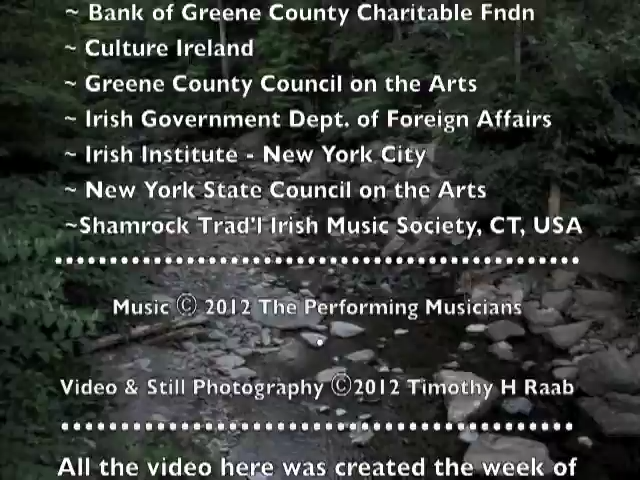 ~ Bank of Greene County Charitable Fndn
~ Culture Ireland
~ Greene County Council on the Arts
~ Irish Government Dept. of Foreign Affairs
~ Irish Institute - New York City
~ New York State Council on the Arts
~Shamrock Trad'l Irish Music Society, CT, USA
Music © 2012 The Performing Musicians
Video & Still Photography ©2012 Timothy H Raab
All the video here was created the week of